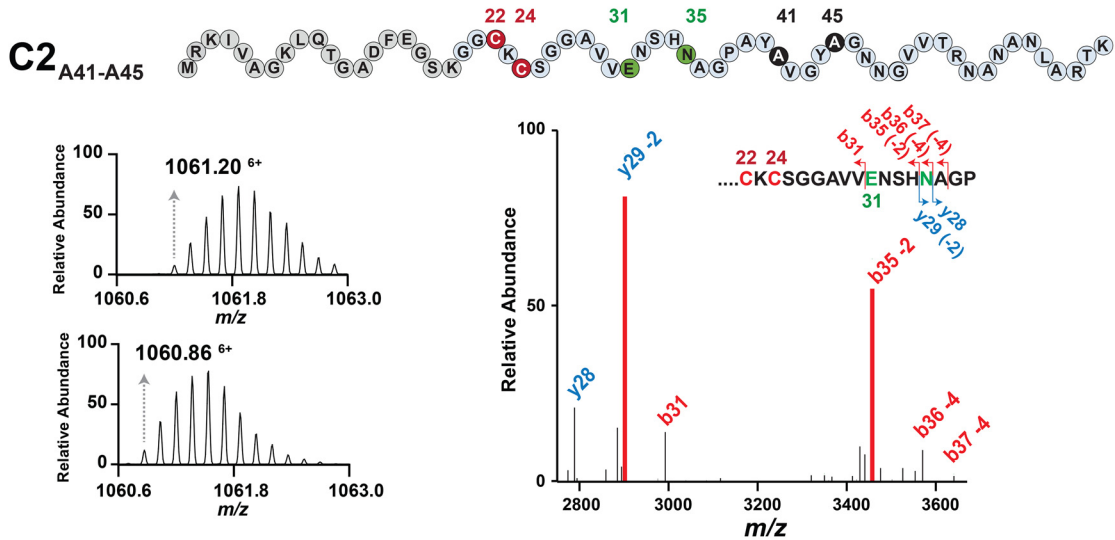 22 24 31 35 41 45
C2 A41-A45
MRKIVAGKLQTGADFEGSKGGCKCSGGAVVENSHNAGPAYAVGYAGNNGVVTRNANANLARTK
Relative Abundance
100
50
0
1061.20 6+
1060.6 1061.8 1063.0
m/z
Relative Abundance
100
50
0
1060.86 6+
1060.6 1061.8 1063.0
m/z
Relative Abundance
100
50
0
y28
y29 -2
b31
b35 -2
b36 -4
b37 -4
2800 3000 3200 3400 3600
m/z
b31
b35 (-2)
b36 (-4)
b37 (-4)
22 24
....CKCSGGAVVENSHNAGP
31
y28
y29 (-2)